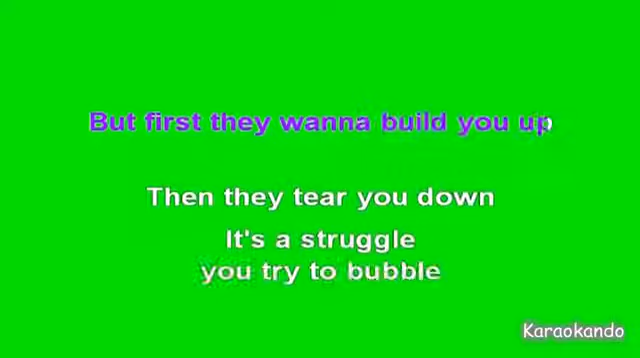 But first they wanna build you up
Then they tear you down
It's a struggle
you try to bubble
Karaokando